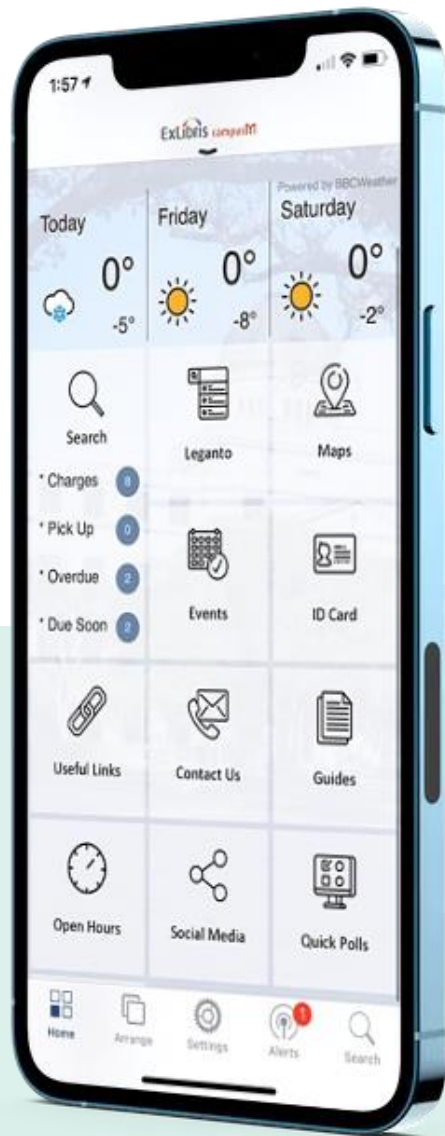 1:57
ExLibris campusM
Powered by BBCWeather
Today
Friday
Saturday
0°
0°
0°
-5°
-8°
-2°
Search
Leganto
Maps
* Charges 8
* Pick Up 0
* Overdue 2
* Due Soon 2
Events
ID Card
Useful Links
Contact Us
Guides
Open Hours
Social Media
Quick Polls
1
Home
Arrange
Settings
Alerts
Search